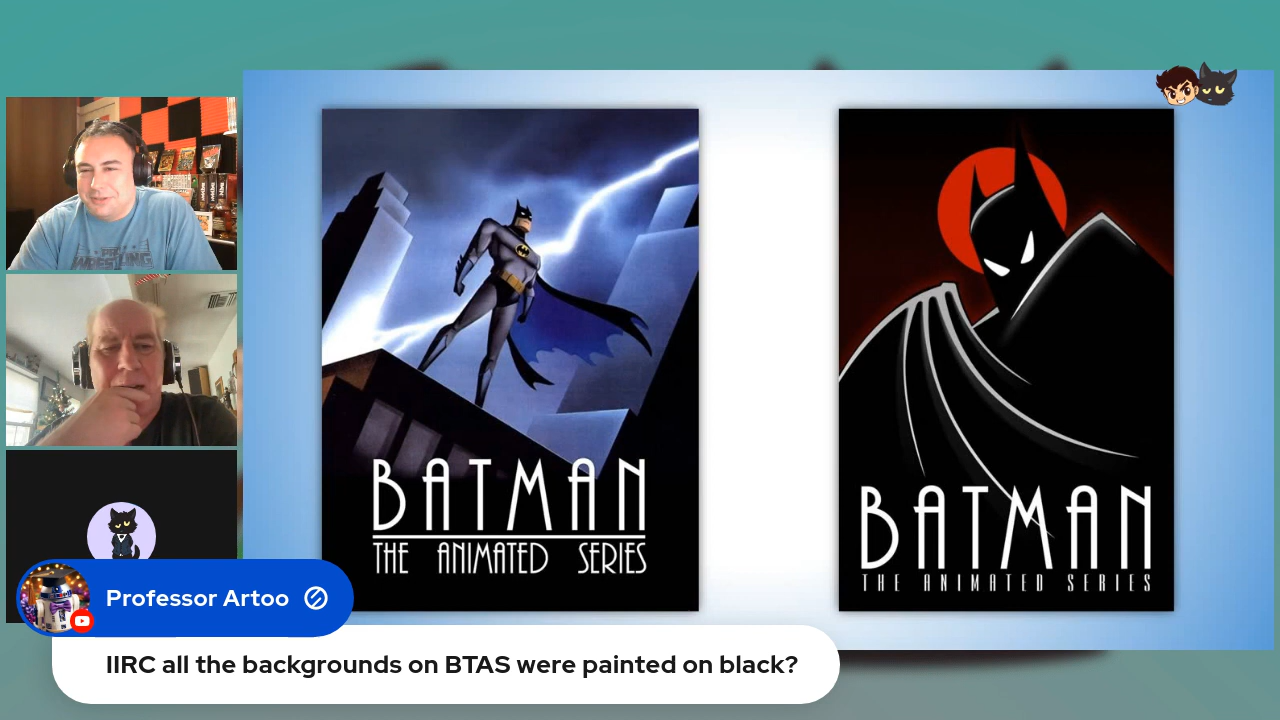 BATMAN
THE ANIMATED SERIES
BATMAN
THE ANIMATED SERIES
Professor Artoo
IIRC all the backgrounds on BTAS were painted on black?